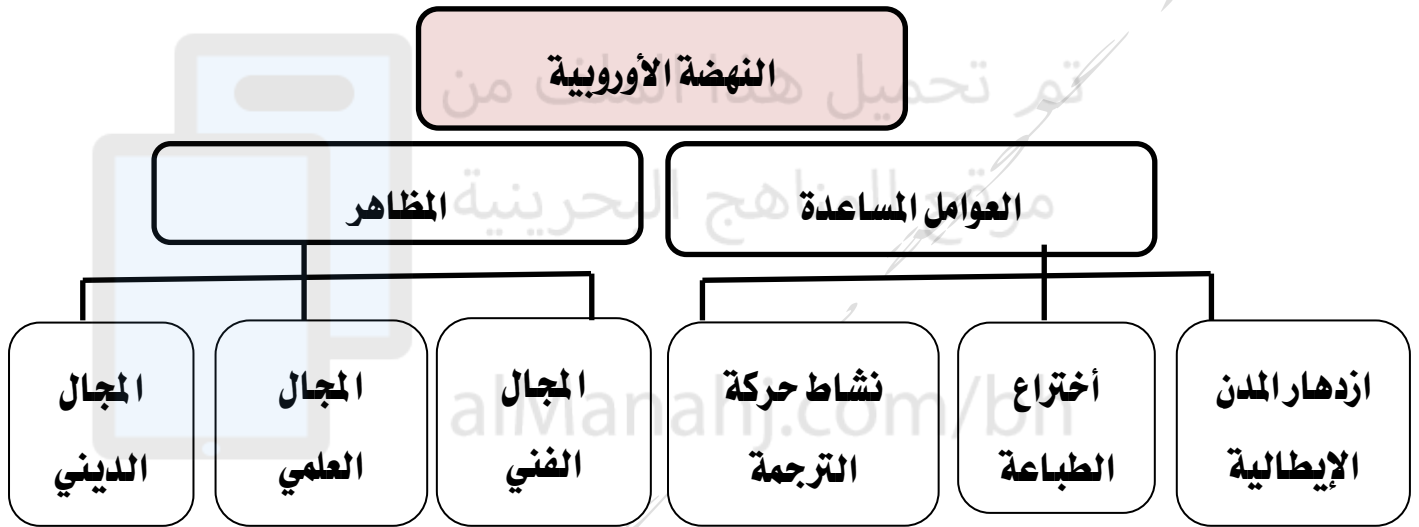 النهضة الأوروبية
تم تحميل هذا الملف من
موقع المناهج البحرينية
العوامل المساعدة
المظاهر
ازدهار المدن
الإيطالية
أختراع
الطباعة
نشاط حركة
الترجمة
المجال
الفني
المجال
العلمي
المجال
الديني
alManahj.com/bh